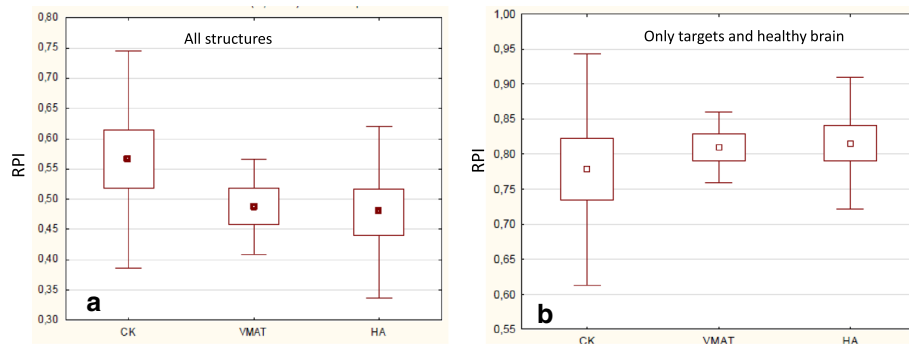 All structures
RPI
0,80
0,75
0,70
0,65
0,60
0,55
0,50
0,45
0,40
0,35
0,30
a
CK VMAT HA
Only targets and healthy brain
RPI
1,00
0,95
0,90
0,85
0,80
0,75
0,70
0,65
0,60
0,55
b
CK VMAT HA